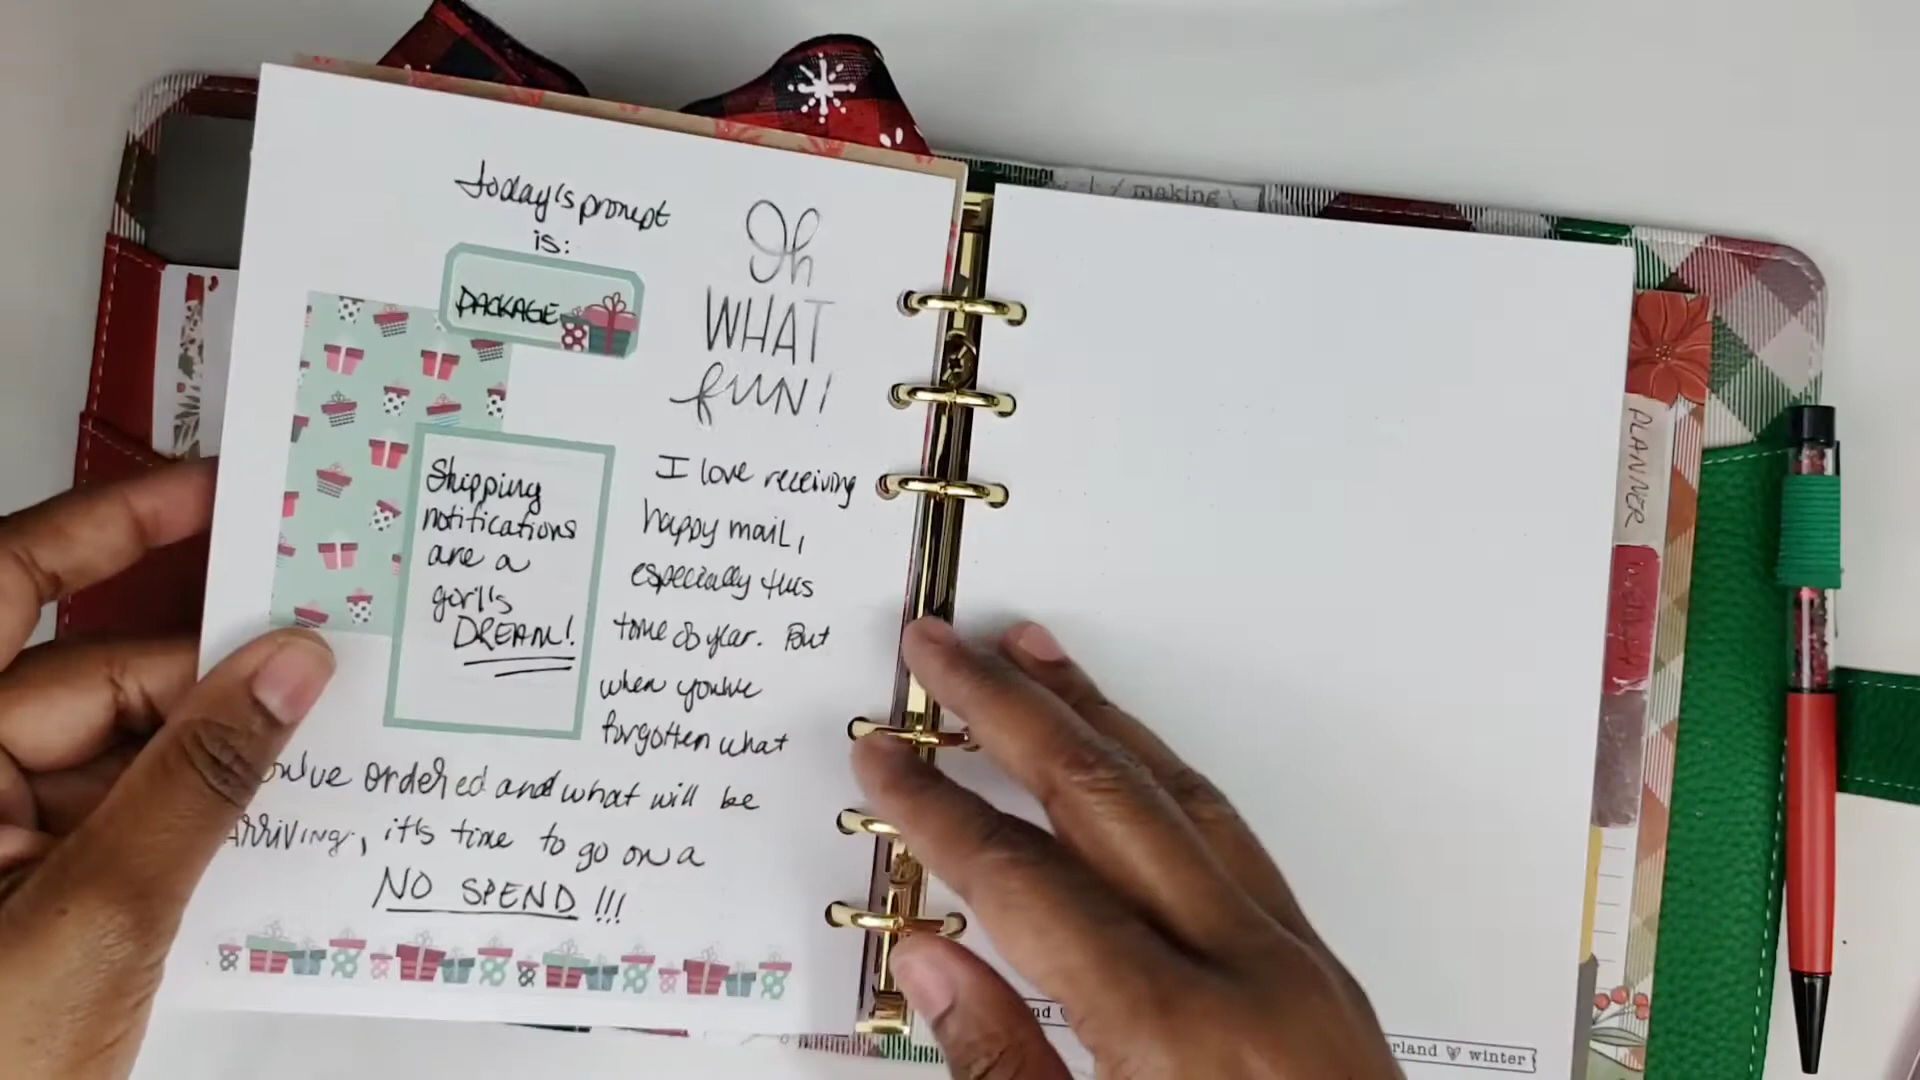 today's prompt
is:
PACKAGE
Oh
WHAT
fun!
Shipping
notifications
are a
girl's
DREAM!
I love receiving
happy mail,
especially this
time of year. But
when you've
forgotten what
you've ordered and what will be
arriving, it's time to go on a
NO SPEND!!!
making
PLANNER
nd
rland winter